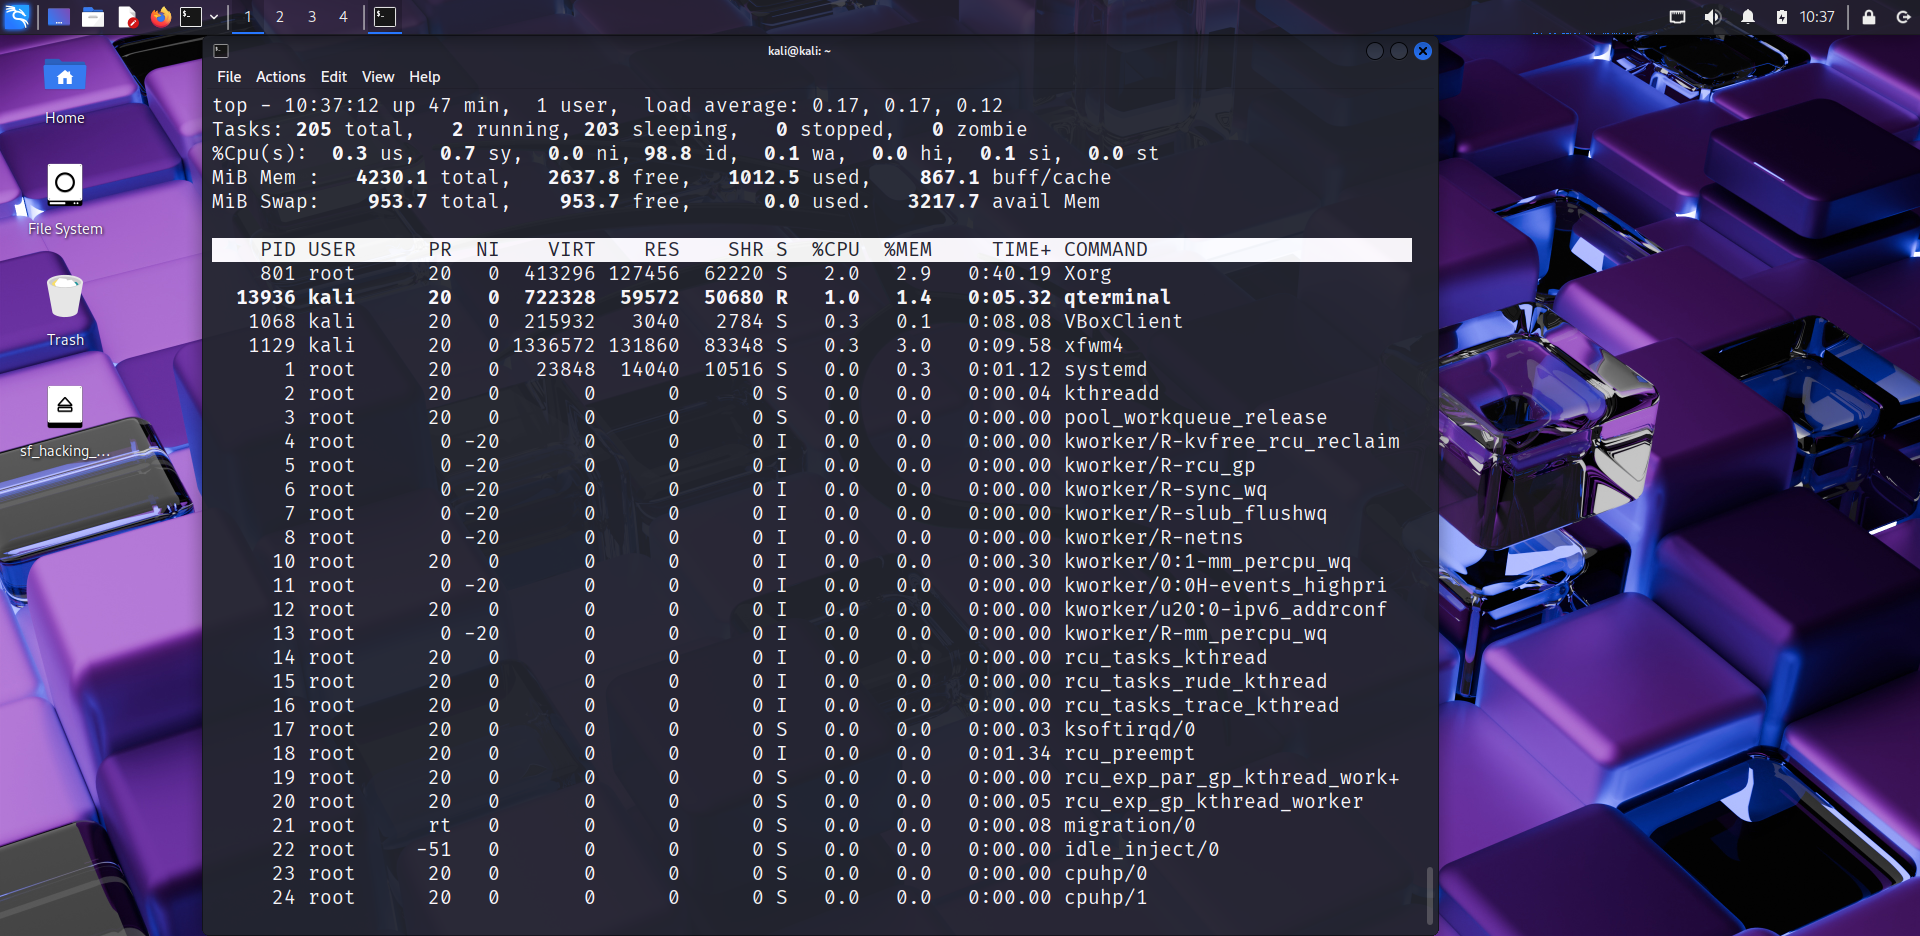 1 2 3 4 10:37
kali@kali: ~
File Actions Edit View Help
Home
File System
Trash
sf_hacking_...
top - 10:37:12 up 47 min,  1 user,  load average: 0.17, 0.17, 0.12
Tasks: 205 total,   2 running, 203 sleeping,   0 stopped,   0 zombie
%Cpu(s):  0.3 us,  0.7 sy,  0.0 ni, 98.8 id,  0.1 wa,  0.0 hi,  0.1 si,  0.0 st
MiB Mem :   4230.1 total,   2637.8 free,   1012.5 used,    867.1 buff/cache
MiB Swap:    953.7 total,    953.7 free,      0.0 used.   3217.7 avail Mem
PID USER      PR  NI    VIRT    RES    SHR S  %CPU  %MEM     TIME+ COMMAND
801 root      20   0  413296 127456  62220 S   2.0   2.9   0:40.19 Xorg
13936 kali      20   0  722328  59572  50680 R   1.0   1.4   0:05.32 qterminal
1068 kali      20   0  215932   3040   2784 S   0.3   0.1   0:08.08 VBoxClient
1129 kali      20   0 1336572 131860  83348 S   0.3   3.0   0:09.58 xfwm4
1 root      20   0   23848  14040  10516 S   0.0   0.3   0:01.12 systemd
2 root      20   0       0      0      0 S   0.0   0.0   0:00.04 kthreadd
3 root      20   0       0      0      0 S   0.0   0.0   0:00.00 pool_workqueue_release
4 root       0 -20       0      0      0 I   0.0   0.0   0:00.00 kworker/R-kvfree_rcu_reclaim
5 root       0 -20       0      0      0 I   0.0   0.0   0:00.00 kworker/R-rcu_gp
6 root       0 -20       0      0      0 I   0.0   0.0   0:00.00 kworker/R-sync_wq
7 root       0 -20       0      0      0 I   0.0   0.0   0:00.00 kworker/R-slub_flushwq
8 root       0 -20       0      0      0 I   0.0   0.0   0:00.00 kworker/R-netns
10 root      20   0       0      0      0 I   0.0   0.0   0:00.30 kworker/0:1-mm_percpu_wq
11 root       0 -20       0      0      0 I   0.0   0.0   0:00.00 kworker/0:0H-events_highpri
12 root      20   0       0      0      0 I   0.0   0.0   0:00.00 kworker/u20:0-ipv6_addrconf
13 root       0 -20       0      0      0 I   0.0   0.0   0:00.00 kworker/R-mm_percpu_wq
14 root      20   0       0      0      0 I   0.0   0.0   0:00.00 rcu_tasks_kthread
15 root      20   0       0      0      0 I   0.0   0.0   0:00.00 rcu_tasks_rude_kthread
16 root      20   0       0      0      0 I   0.0   0.0   0:00.00 rcu_tasks_trace_kthread
17 root      20   0       0      0      0 S   0.0   0.0   0:00.03 ksoftirqd/0
18 root      20   0       0      0      0 I   0.0   0.0   0:01.34 rcu_preempt
19 root      20   0       0      0      0 S   0.0   0.0   0:00.00 rcu_exp_par_gp_kthread_work+
20 root      20   0       0      0      0 S   0.0   0.0   0:00.05 rcu_exp_gp_kthread_worker
21 root      rt   0       0      0      0 S   0.0   0.0   0:00.08 migration/0
22 root     -51   0       0      0      0 S   0.0   0.0   0:00.00 idle_inject/0
23 root      20   0       0      0      0 S   0.0   0.0   0:00.00 cpuhp/0
24 root      20   0       0      0      0 S   0.0   0.0   0:00.00 cpuhp/1